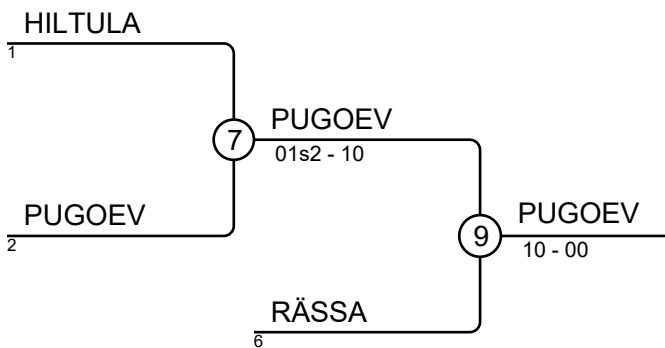 HILTULA
1
7
PUGOEV
01s2 - 10
PUGOEV
2
9
PUGOEV
10 - 00
RÄSSA
6